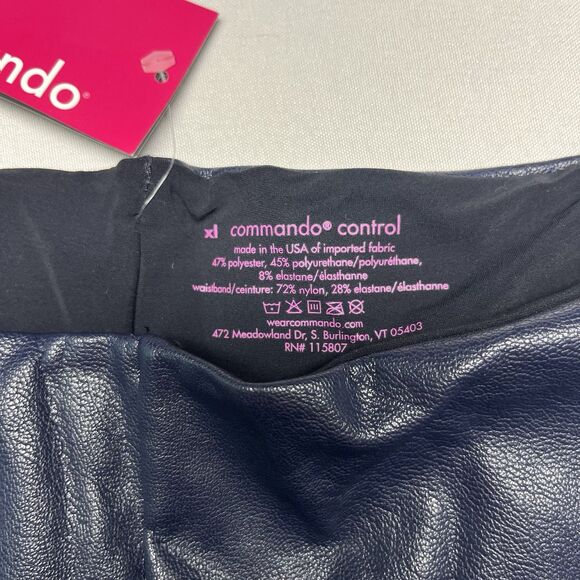 ndo®
xl commando® control
made in the USA of imported fabric
47% polyester, 45% polyurethane/polyuréthane,
8% elastane/élasthanne
waistband/ceinture: 72% nylon, 28% elastane/élasthanne
wearcommando.com
472 Meadowland Dr, S. Burlington, VT 05403
RN# 115807